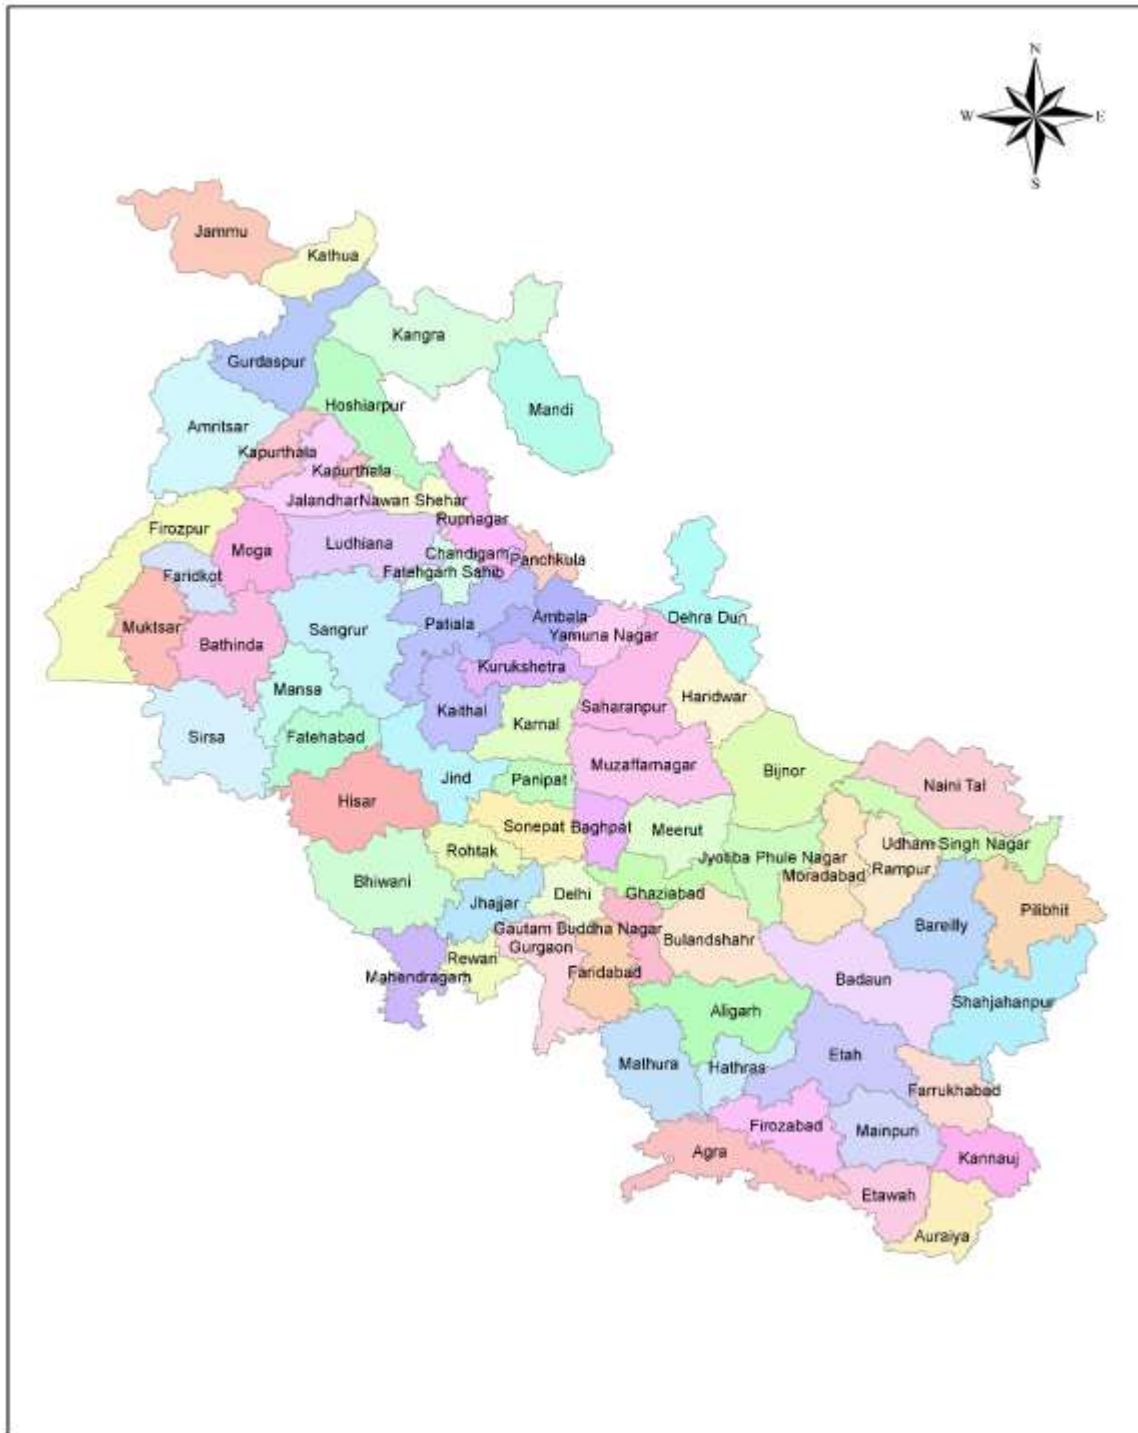 N
W E
S
Jammu
Kathua
Kangra
Gurdaspur
Hoshiarpur
Mandi
Amritsar
Kapurthala
Kapurthala
Jalandhar Nawan Shehar
Rupnagar
Firozpur
Ludhiana
Moga
Chandigarh
Panchkula
Fatehgarh Sahib
Faridkot
Ambala
Dehra Dun
Patiala
Muktsar
Sangrur
Yamuna Nagar
Bathinda
Kurukshetra
Mansa
Haridwar
Saharanpur
Kaithal
Karnal
Sirsa
Fatehabad
Muzaffarnagar
Bijnor
Jind
Panipat
Naini Tal
Hisar
Sonepat
Baghpat
Meerut
Udham Singh Nagar
Rohtak
Jyotiba Phule Nagar
Rampur
Moradabad
Bhiwani
Delhi
Ghaziabad
Jhajjar
Pilibhit
Bareilly
Gautam Buddha Nagar
Bulandshahr
Gurgaon
Rewari
Faridabad
Mahendragarh
Badaun
Shahjahanpur
Aligarh
Etah
Mathura
Hathras
Farrukhabad
Firozabad
Mainpuri
Agra
Kannauj
Etawah
Auraiya